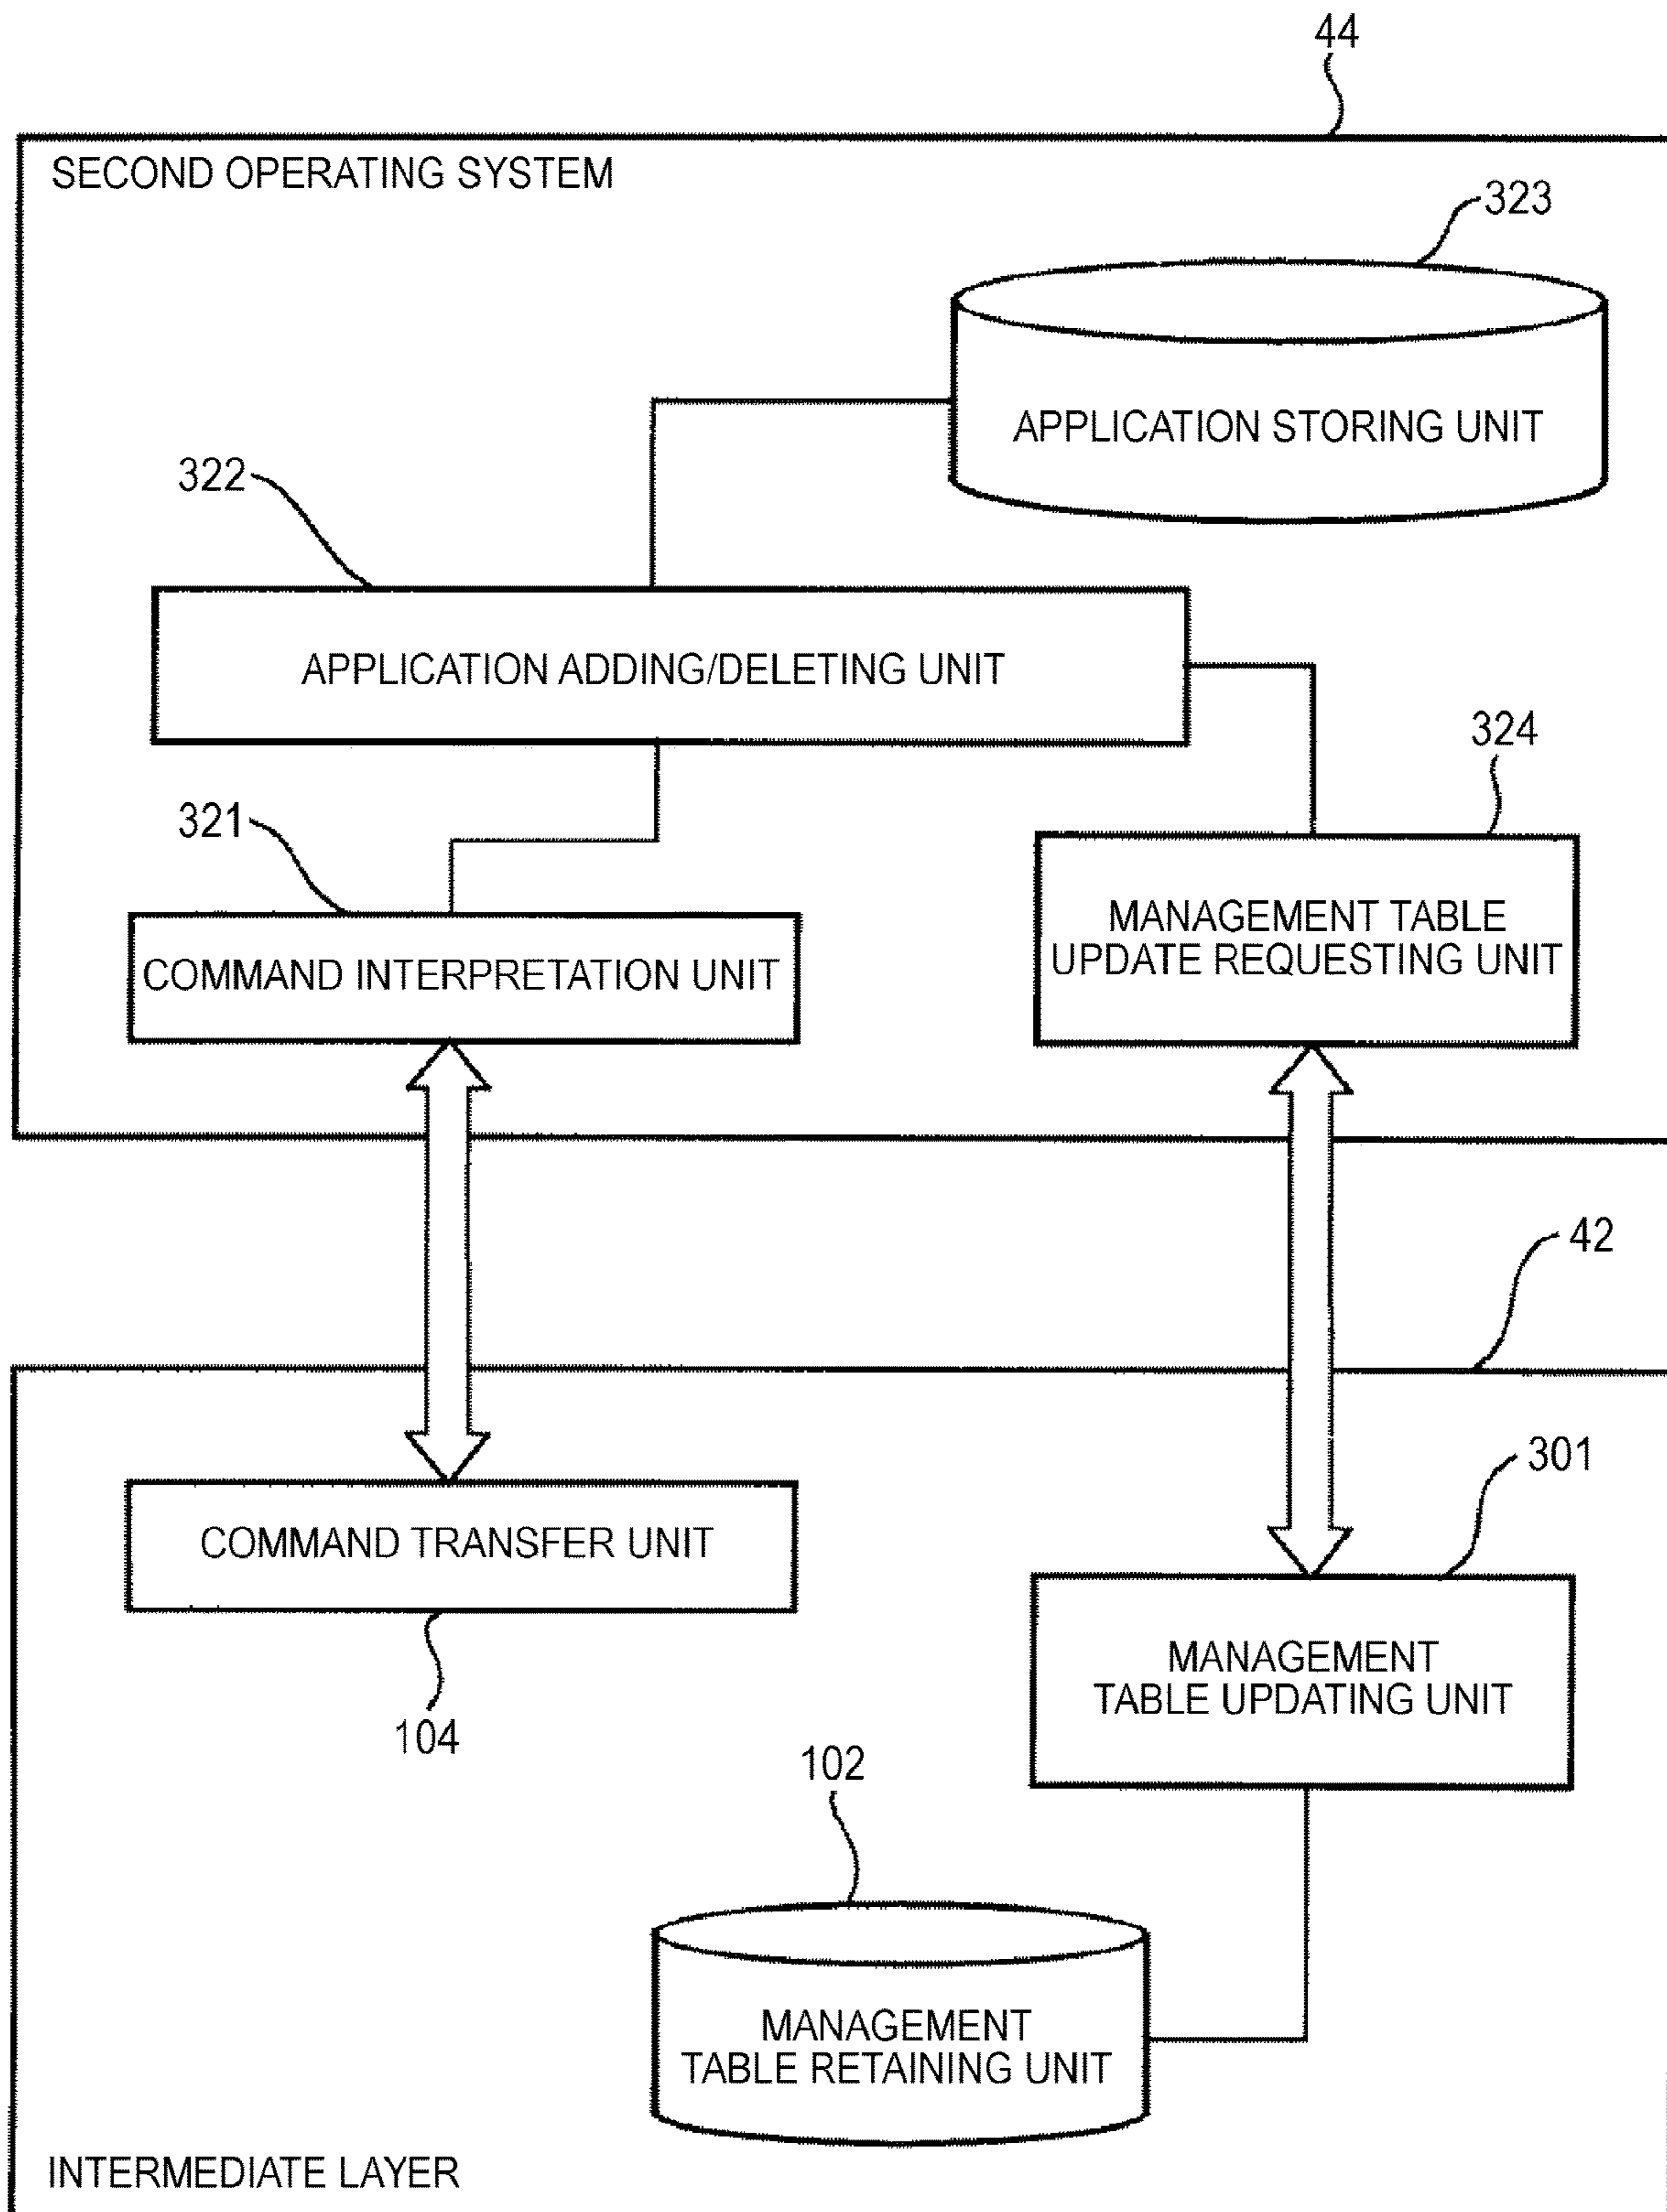 44
SECOND OPERATING SYSTEM
323
APPLICATION STORING UNIT
322
APPLICATION ADDING/DELETING UNIT
324
321
MANAGEMENT TABLE
UPDATE REQUESTING UNIT
COMMAND INTERPRETATION UNIT
42
301
COMMAND TRANSFER UNIT
MANAGEMENT
TABLE UPDATING UNIT
104
102
MANAGEMENT
TABLE RETAINING UNIT
INTERMEDIATE LAYER